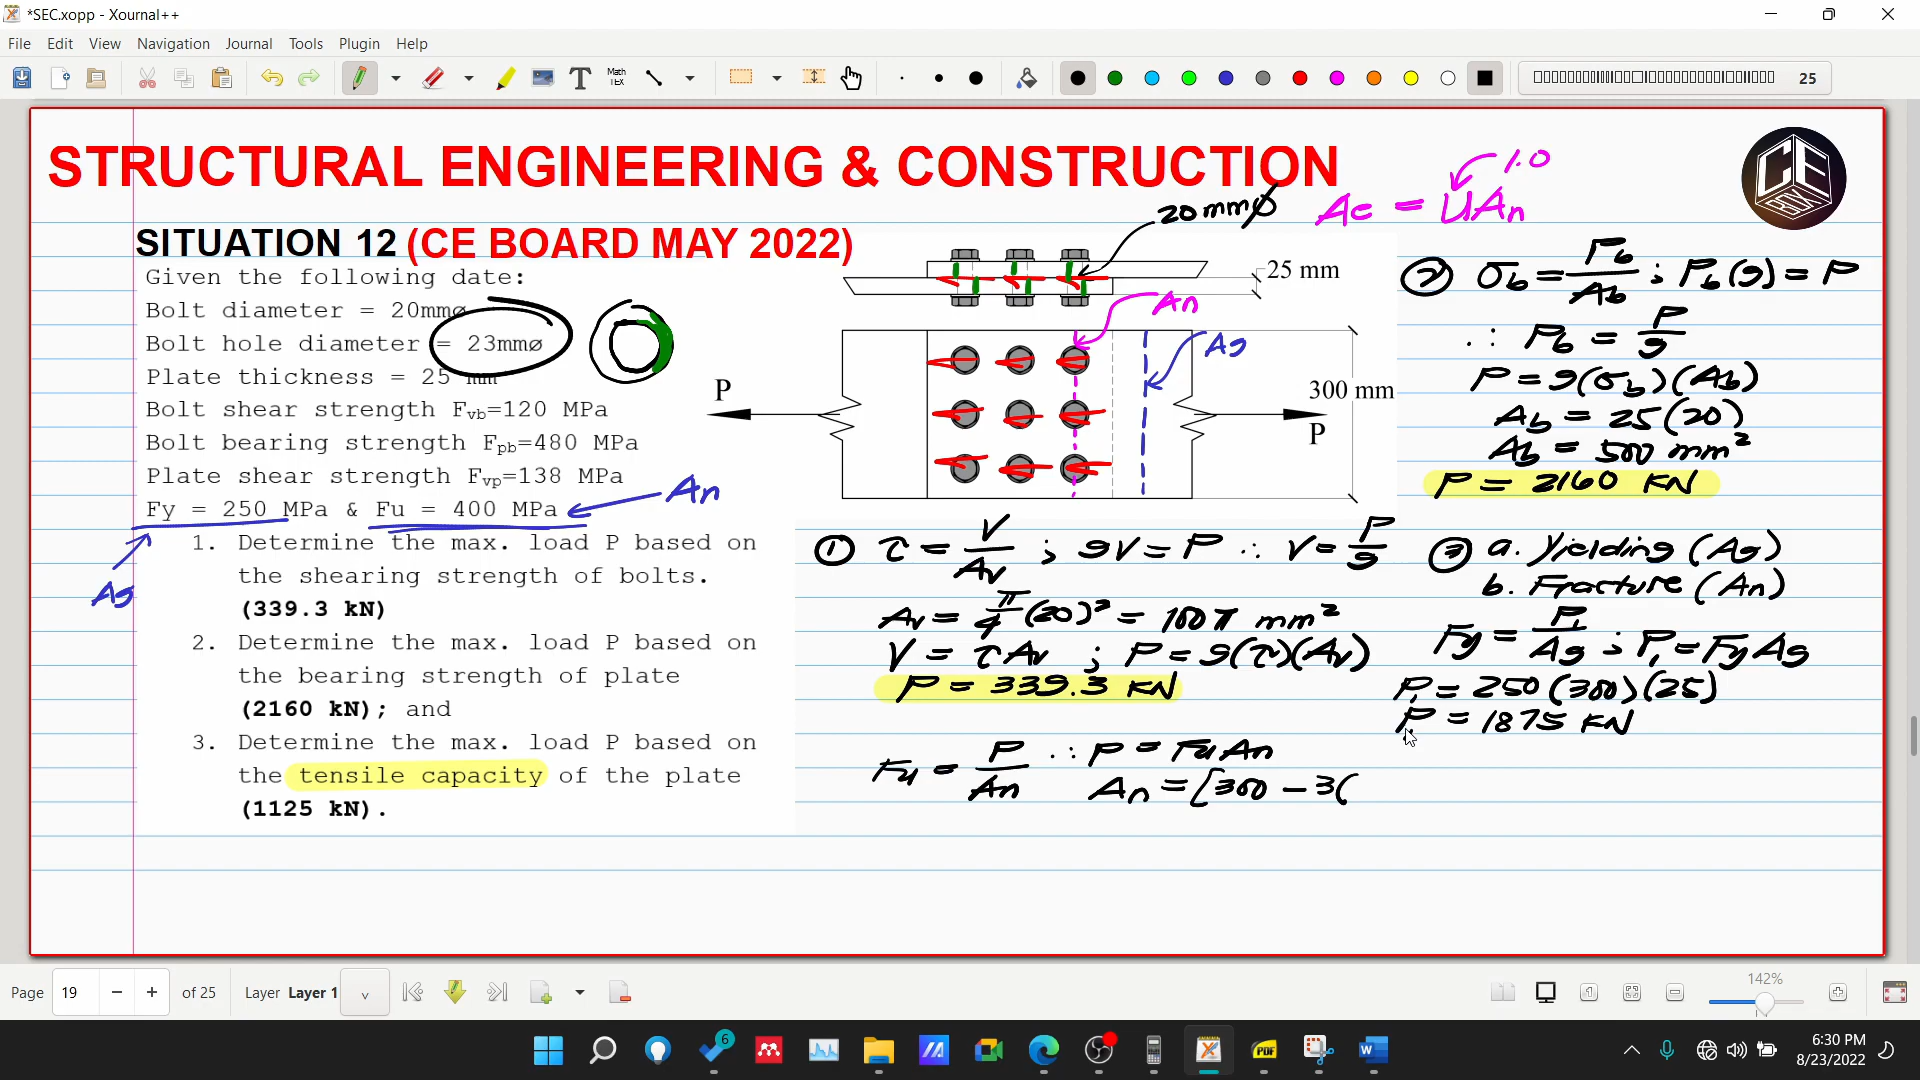 *SEC.xopp - Xournal++
File Edit View Navigation Journal Tools Plugin Help
Math TEX
25
STRUCTURAL ENGINEERING & CONSTRUCTION
SITUATION 12 (CE BOARD MAY 2022)
Given the following date:
Bolt diameter = 20mmø
Bolt hole diameter = 23mmø
Plate thickness = 25 mm
Bolt shear strength Fvb=120 MPa
Bolt bearing strength Fpb=480 MPa
Plate shear strength Fvp=138 MPa
Fy = 250 MPa & Fu = 400 MPa
An
Ag
1. Determine the max. load P based on
the shearing strength of bolts.
(339.3 kN)
2. Determine the max. load P based on
the bearing strength of plate
(2160 kN); and
3. Determine the max. load P based on
the tensile capacity of the plate
(1125 kN).
20mmø
25 mm
An
Ag
300 mm
P
P
Ae = UAn
1.0
CE
① τ = V/Av ; 9V = P ∴ V = P/9
Av = π/4 (20)² = 100π mm²
V = τAv ; P = 9(τ)(Av)
P = 339.3 KN
Fu = P/An ∴ P = FuAn
An = [300 - 3(
② σb = Pb/Ab ; Pb(9) = P
∴ Pb = P/9
P = 9(σb)(Ab)
Ab = 25(20)
Ab = 500 mm²
P = 2160 KN
③ a. Yielding (Ag)
b. Fracture (An)
Fy = P1/Ag ; P1 = FyAg
P1 = 250(300)(25)
P = 1875 KN
Page 19 of 25 Layer Layer 1
142%
6
PDF
6:30 PM
8/23/2022